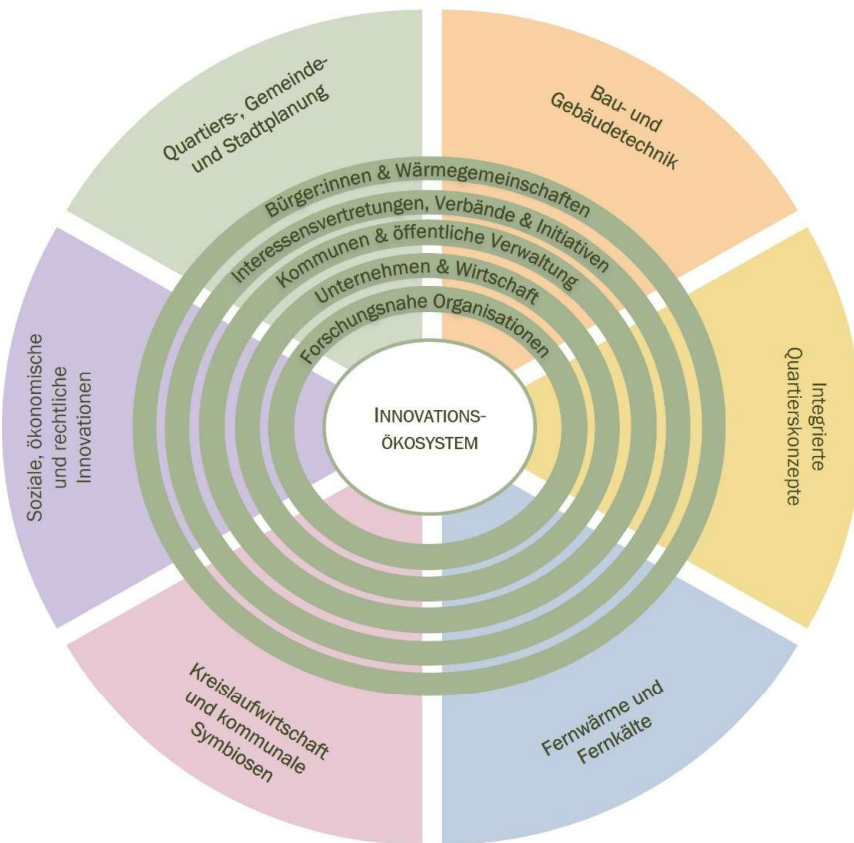 Quartiers-, Gemeinde-
und Stadtplanung
Bau- und
Gebäudetechnik
Bürger:innen & Wärmegemeinschaften
Interessensvertretungen, Verbände & Initiativen
Kommunen & öffentliche Verwaltung
Unternehmen & Wirtschaft
Forschungsnahe Organisationen
INNOVATIONS-
ÖKOSYSTEM
Soziale, ökonomische
und rechtliche
Innovationen
Integrierte
Quartierskonzepte
Kreislaufwirtschaft
und kommunale
Symbiosen
Fernwärme und
Fernkälte